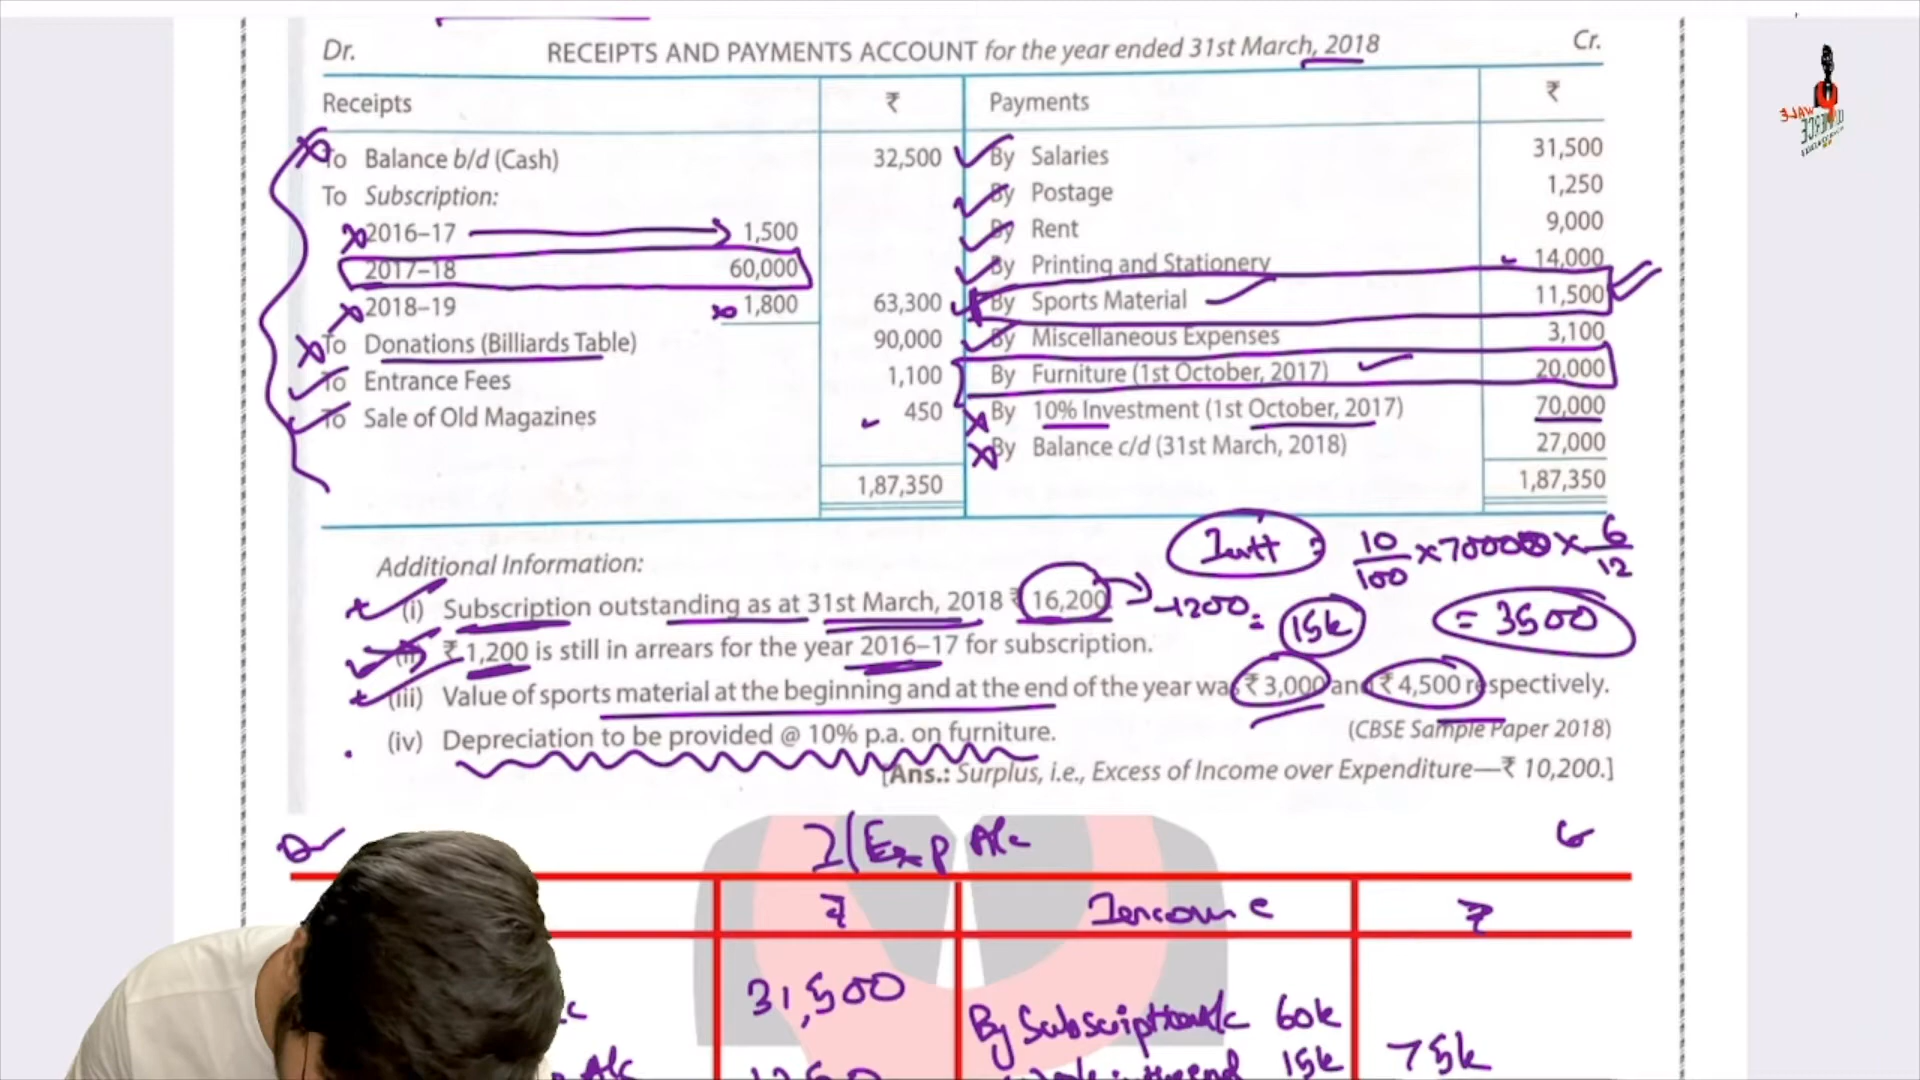 Dr. RECEIPTS AND PAYMENTS ACCOUNT for the year ended 31st March, 2018 Cr.
Receipts ₹ Payments ₹
To Balance b/d (Cash) 32,500 By Salaries 31,500
To Subscription: By Postage 1,250
2016–17 1,500 By Rent 9,000
2017–18 60,000 By Printing and Stationery 14,000
2018–19 1,800 63,300 By Sports Material 11,500
To Donations (Billiards Table) 90,000 By Miscellaneous Expenses 3,100
To Entrance Fees 1,100 By Furniture (1st October, 2017) 20,000
To Sale of Old Magazines 450 By 10% Investment (1st October, 2017) 70,000
By Balance c/d (31st March, 2018) 27,000
1,87,350 1,87,350
Additional Information:
(i) Subscription outstanding as at 31st March, 2018 ₹ 16,200. -1200 = 15k
10/100 × 70000 × 6/12
= 3500
(ii) ₹ 1,200 is still in arrears for the year 2016–17 for subscription.
(iii) Value of sports material at the beginning and at the end of the year was ₹ 3,000 and ₹ 4,500 respectively.
(iv) Depreciation to be provided @ 10% p.a. on furniture. (CBSE Sample Paper 2018)
[Ans.: Surplus, i.e., Excess of Income over Expenditure—₹ 10,200.]
Dr I/Exp A/c Cr
₹ Income ₹
31,500
By Subscription A/c 60k
A/c 1250 15k 75k